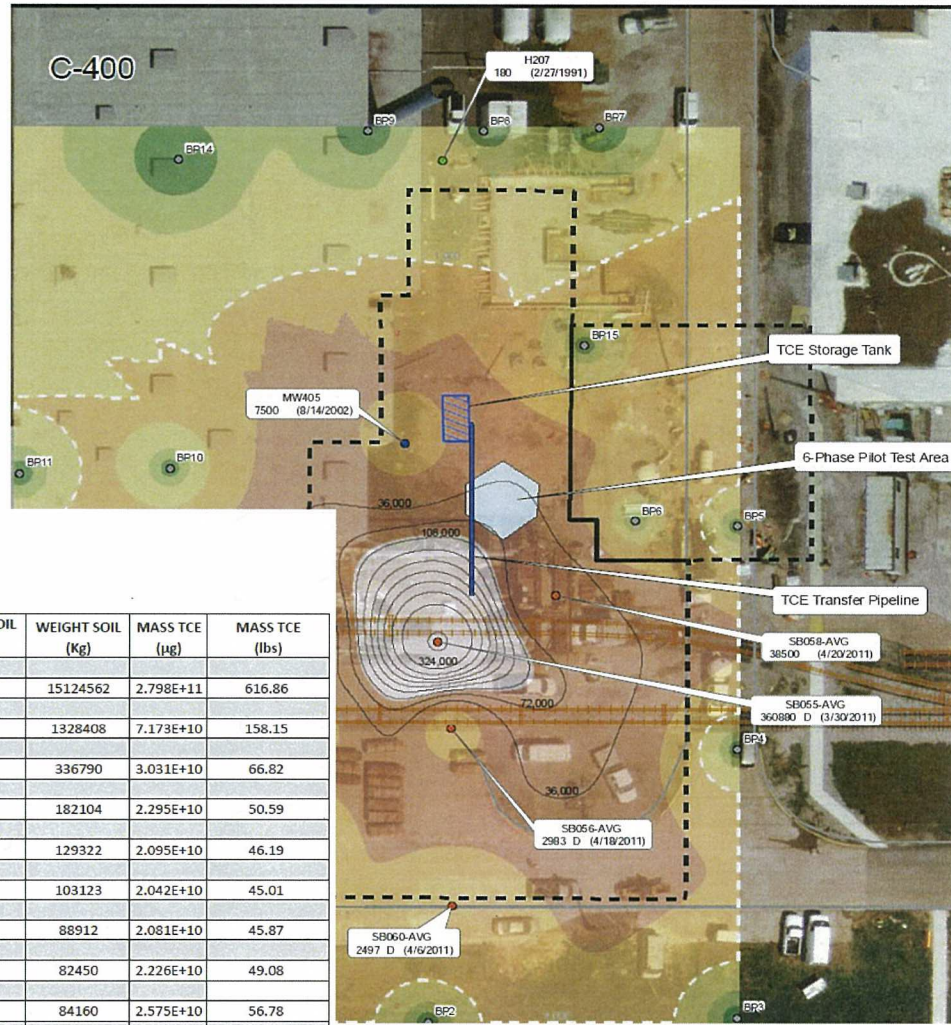 C-400
H207
180 (2/27/1991)
BP9
BP8
BP7
BP14
BP15
TCE Storage Tank
MW405
7500 (8/14/2002)
6-Phase Pilot Test Area
BP11
BP10
BP6
BP5
36,000
108,000
TCE Transfer Pipeline
SB058-AVG
38500 (4/20/2011)
324,000
72,000
SB055-AVG
360880 D (3/30/2011)
BP4
36,000
SB056-AVG
2983 D (4/18/2011)
SB060-AVG
2497 D (4/6/2011)
BP2
BP3
OIL WEIGHT SOIL MASS TCE MASS TCE
(Kg) (µg) (lbs)
15124562 2.798E+11 616.86
1328408 7.173E+10 158.15
336790 3.031E+10 66.82
182104 2.295E+10 50.59
129322 2.095E+10 46.19
103123 2.042E+10 45.01
88912 2.081E+10 45.87
82450 2.226E+10 49.08
84160 2.575E+10 56.78